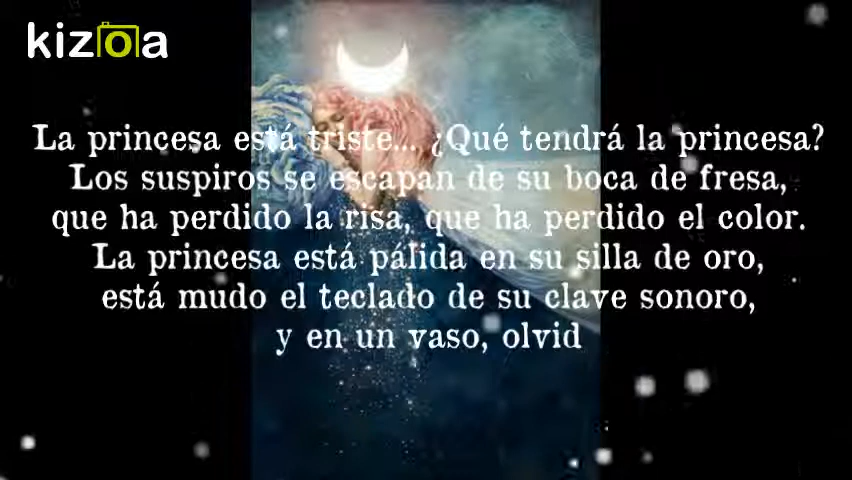 kizoa
La princesa está triste... ¿Qué tendrá la princesa?
Los suspiros se escapan de su boca de fresa,
que ha perdido la risa, que ha perdido el color.
La princesa está pálida en su silla de oro,
está mudo el teclado de su clave sonoro,
y en un vaso, olvid